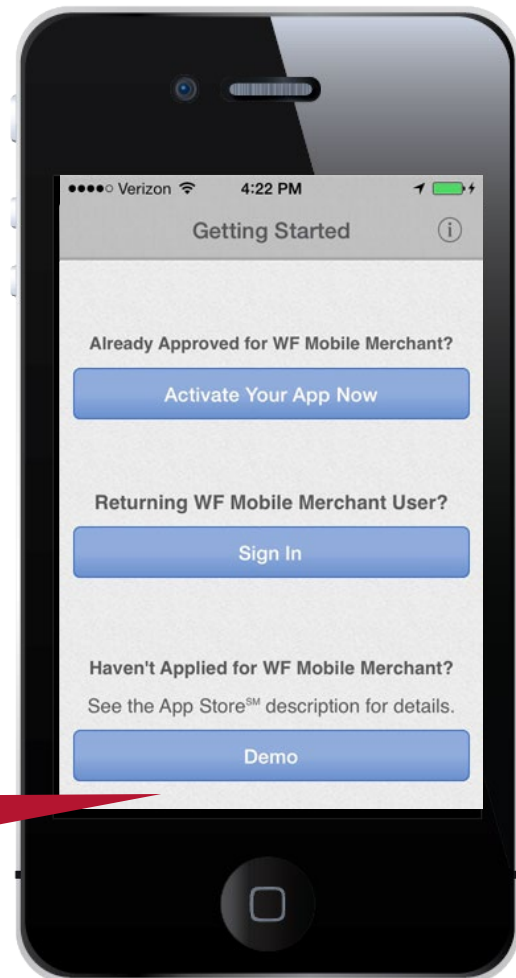 Verizon 4:22 PM
Getting Started
Already Approved for WF Mobile Merchant?
Activate Your App Now
Returning WF Mobile Merchant User?
Sign In
Haven't Applied for WF Mobile Merchant?
See the App Store℠ description for details.
Demo